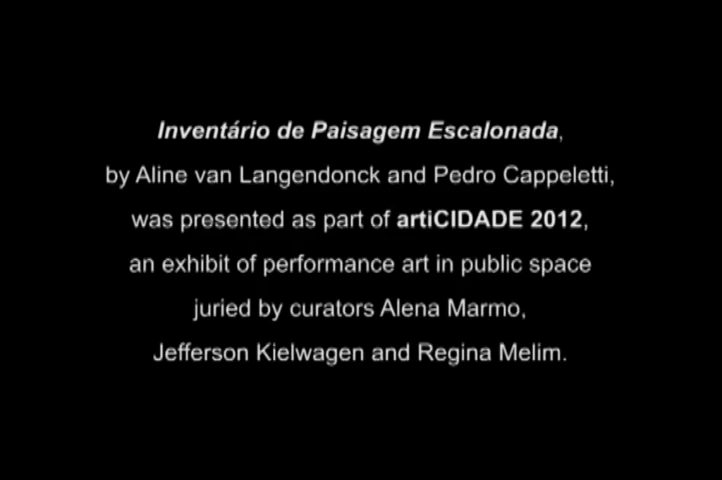 Inventário de Paisagem Escalonada,
by Aline van Langendonck and Pedro Cappeletti,
was presented as part of artiCIDADE 2012,
an exhibit of performance art in public space
juried by curators Alena Marmo,
Jefferson Kielwagen and Regina Melim.